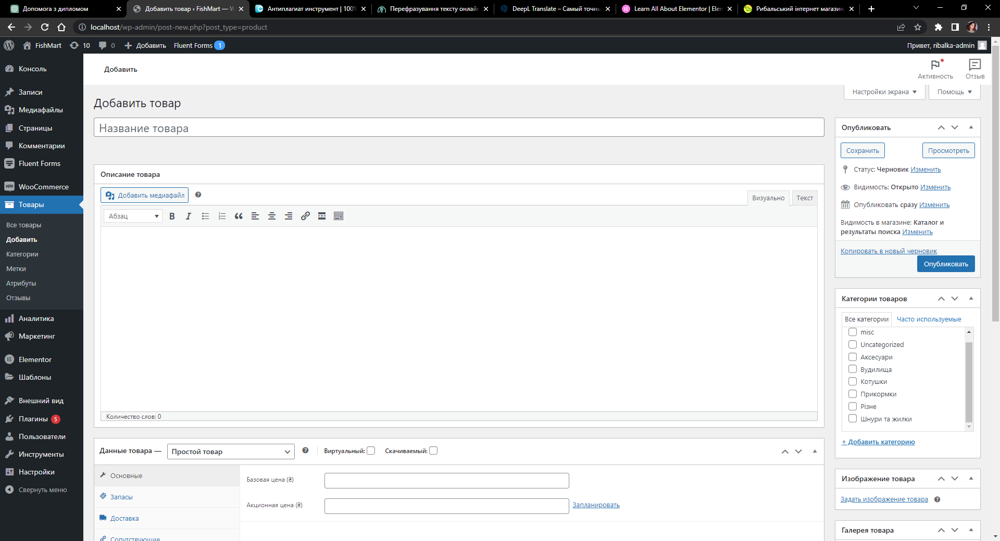 Допомога з дипломом
Добавить товар ‹ FishMart — W
Антиплагиат инструмент | 100%
Перефразування тексту онлайн
DeepL Translate – Самый точны
Learn All About Elementor | Elem
Рибальський інтернет магазин,
localhost/wp-admin/post-new.php?post_type=product
FishMart
10
0
Добавить
Fluent Forms 1
Привет, ribalka-admin
Консоль
Записи
Медиафайлы
Страницы
Комментарии
Fluent Forms
WooCommerce
Товары
Все товары
Добавить
Категории
Метки
Атрибуты
Отзывы
Аналитика
Маркетинг
Elementor
Шаблоны
Внешний вид
Плагины 5
Пользователи
Инструменты
Настройки
Свернуть меню
Добавить
Активность
Отзыв
Настройки экрана
Помощь
Добавить товар
Название товара
Описание товара
Добавить медиафайл
Визуально
Текст
Абзац
Количество слов: 0
Данные товара —
Простой товар
Виртуальный:
Скачиваемый:
Основные
Запасы
Доставка
Сопутствующие
Базовая цена (₴)
Акционная цена (₴)
Запланировать
Опубликовать
Сохранить
Просмотреть
Статус: Черновик Изменить
Видимость: Открыто Изменить
Опубликовать сразу Изменить
Видимость в магазине: Каталог и
результаты поиска Изменить
Копировать в новый черновик
Опубликовать
Категории товаров
Все категории
Часто используемые
misc
Uncategorized
Аксесуари
Вудилища
Котушки
Прикормки
Різне
Шнури та жилки
+ Добавить категорию
Изображение товара
Задать изображение товара
Галерея товара